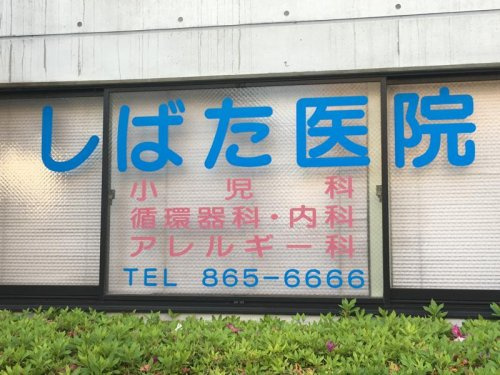 しばた医院
小児科
循環器科・内科
アレルギー科
TEL 865-6666